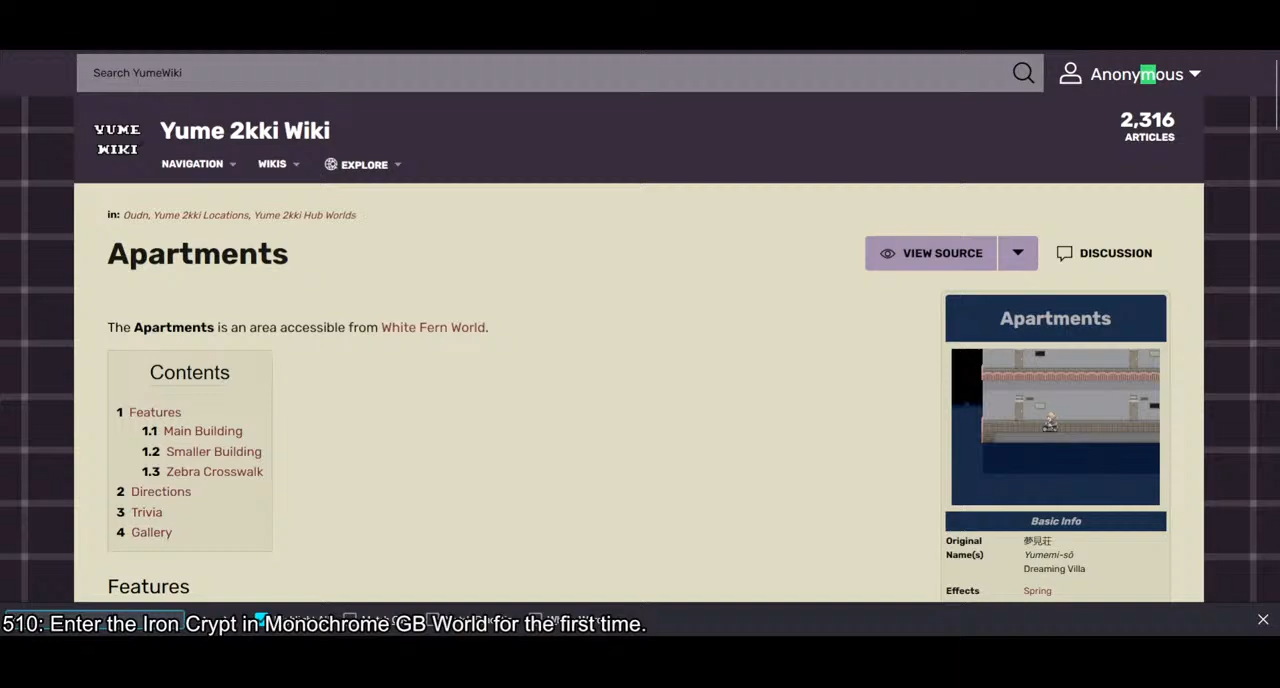 Search YumeWiki
Anonymous
YUME
WIKI
Yume 2kki Wiki
2,316
ARTICLES
NAVIGATION
WIKIS
EXPLORE
in: Oudn, Yume 2kki Locations, Yume 2kki Hub Worlds
Apartments
VIEW SOURCE
DISCUSSION
The Apartments is an area accessible from White Fern World.
Contents
1 Features
1.1 Main Building
1.2 Smaller Building
1.3 Zebra Crosswalk
2 Directions
3 Trivia
4 Gallery
Features
Apartments
Basic Info
Original
Name(s)
夢見荘
Yumemi-sō
Dreaming Villa
Effects
Spring
510: Enter the Iron Crypt in Monochrome GB World for the first time.